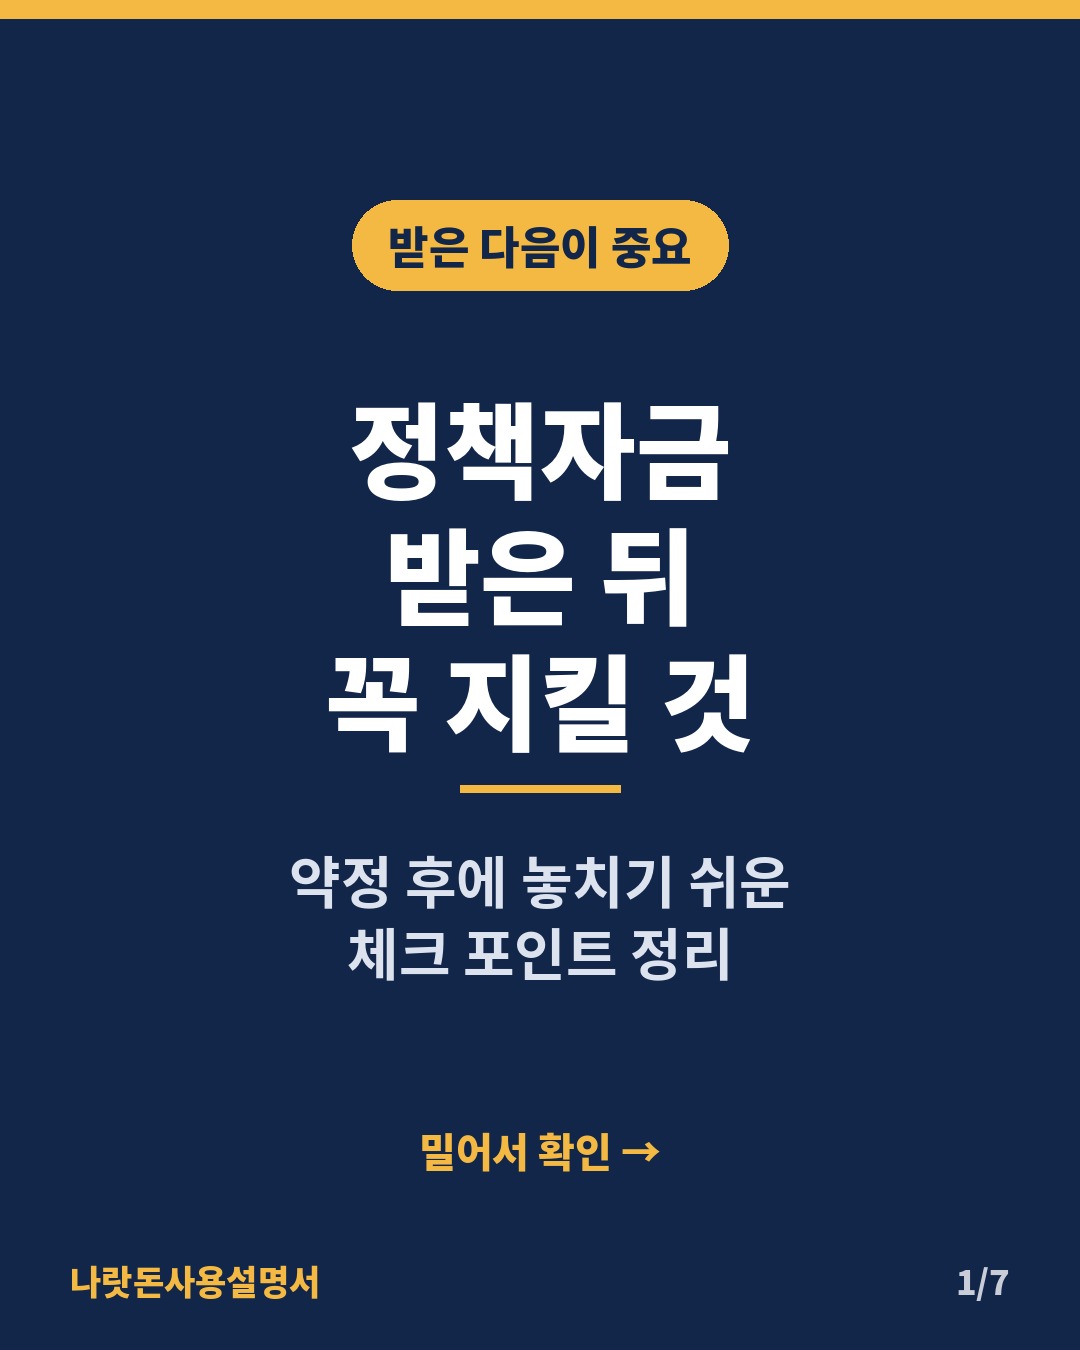 받은 다음이 중요
정책자금
받은 뒤
꼭 지킬 것
약정 후에 놓치기 쉬운
체크 포인트 정리
밀어서 확인 →
나랏돈사용설명서
1/7